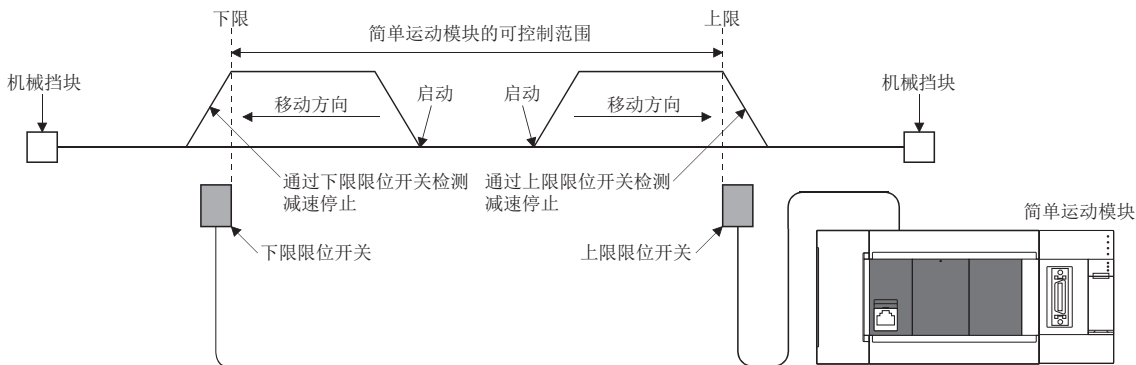 下限
上限
简单运动模块的可控制范围
机械挡块
移动方向
启动
启动
移动方向
机械挡块
通过下限限位开关检测
减速停止
通过上限限位开关检测
减速停止
下限限位开关
上限限位开关
简单运动模块